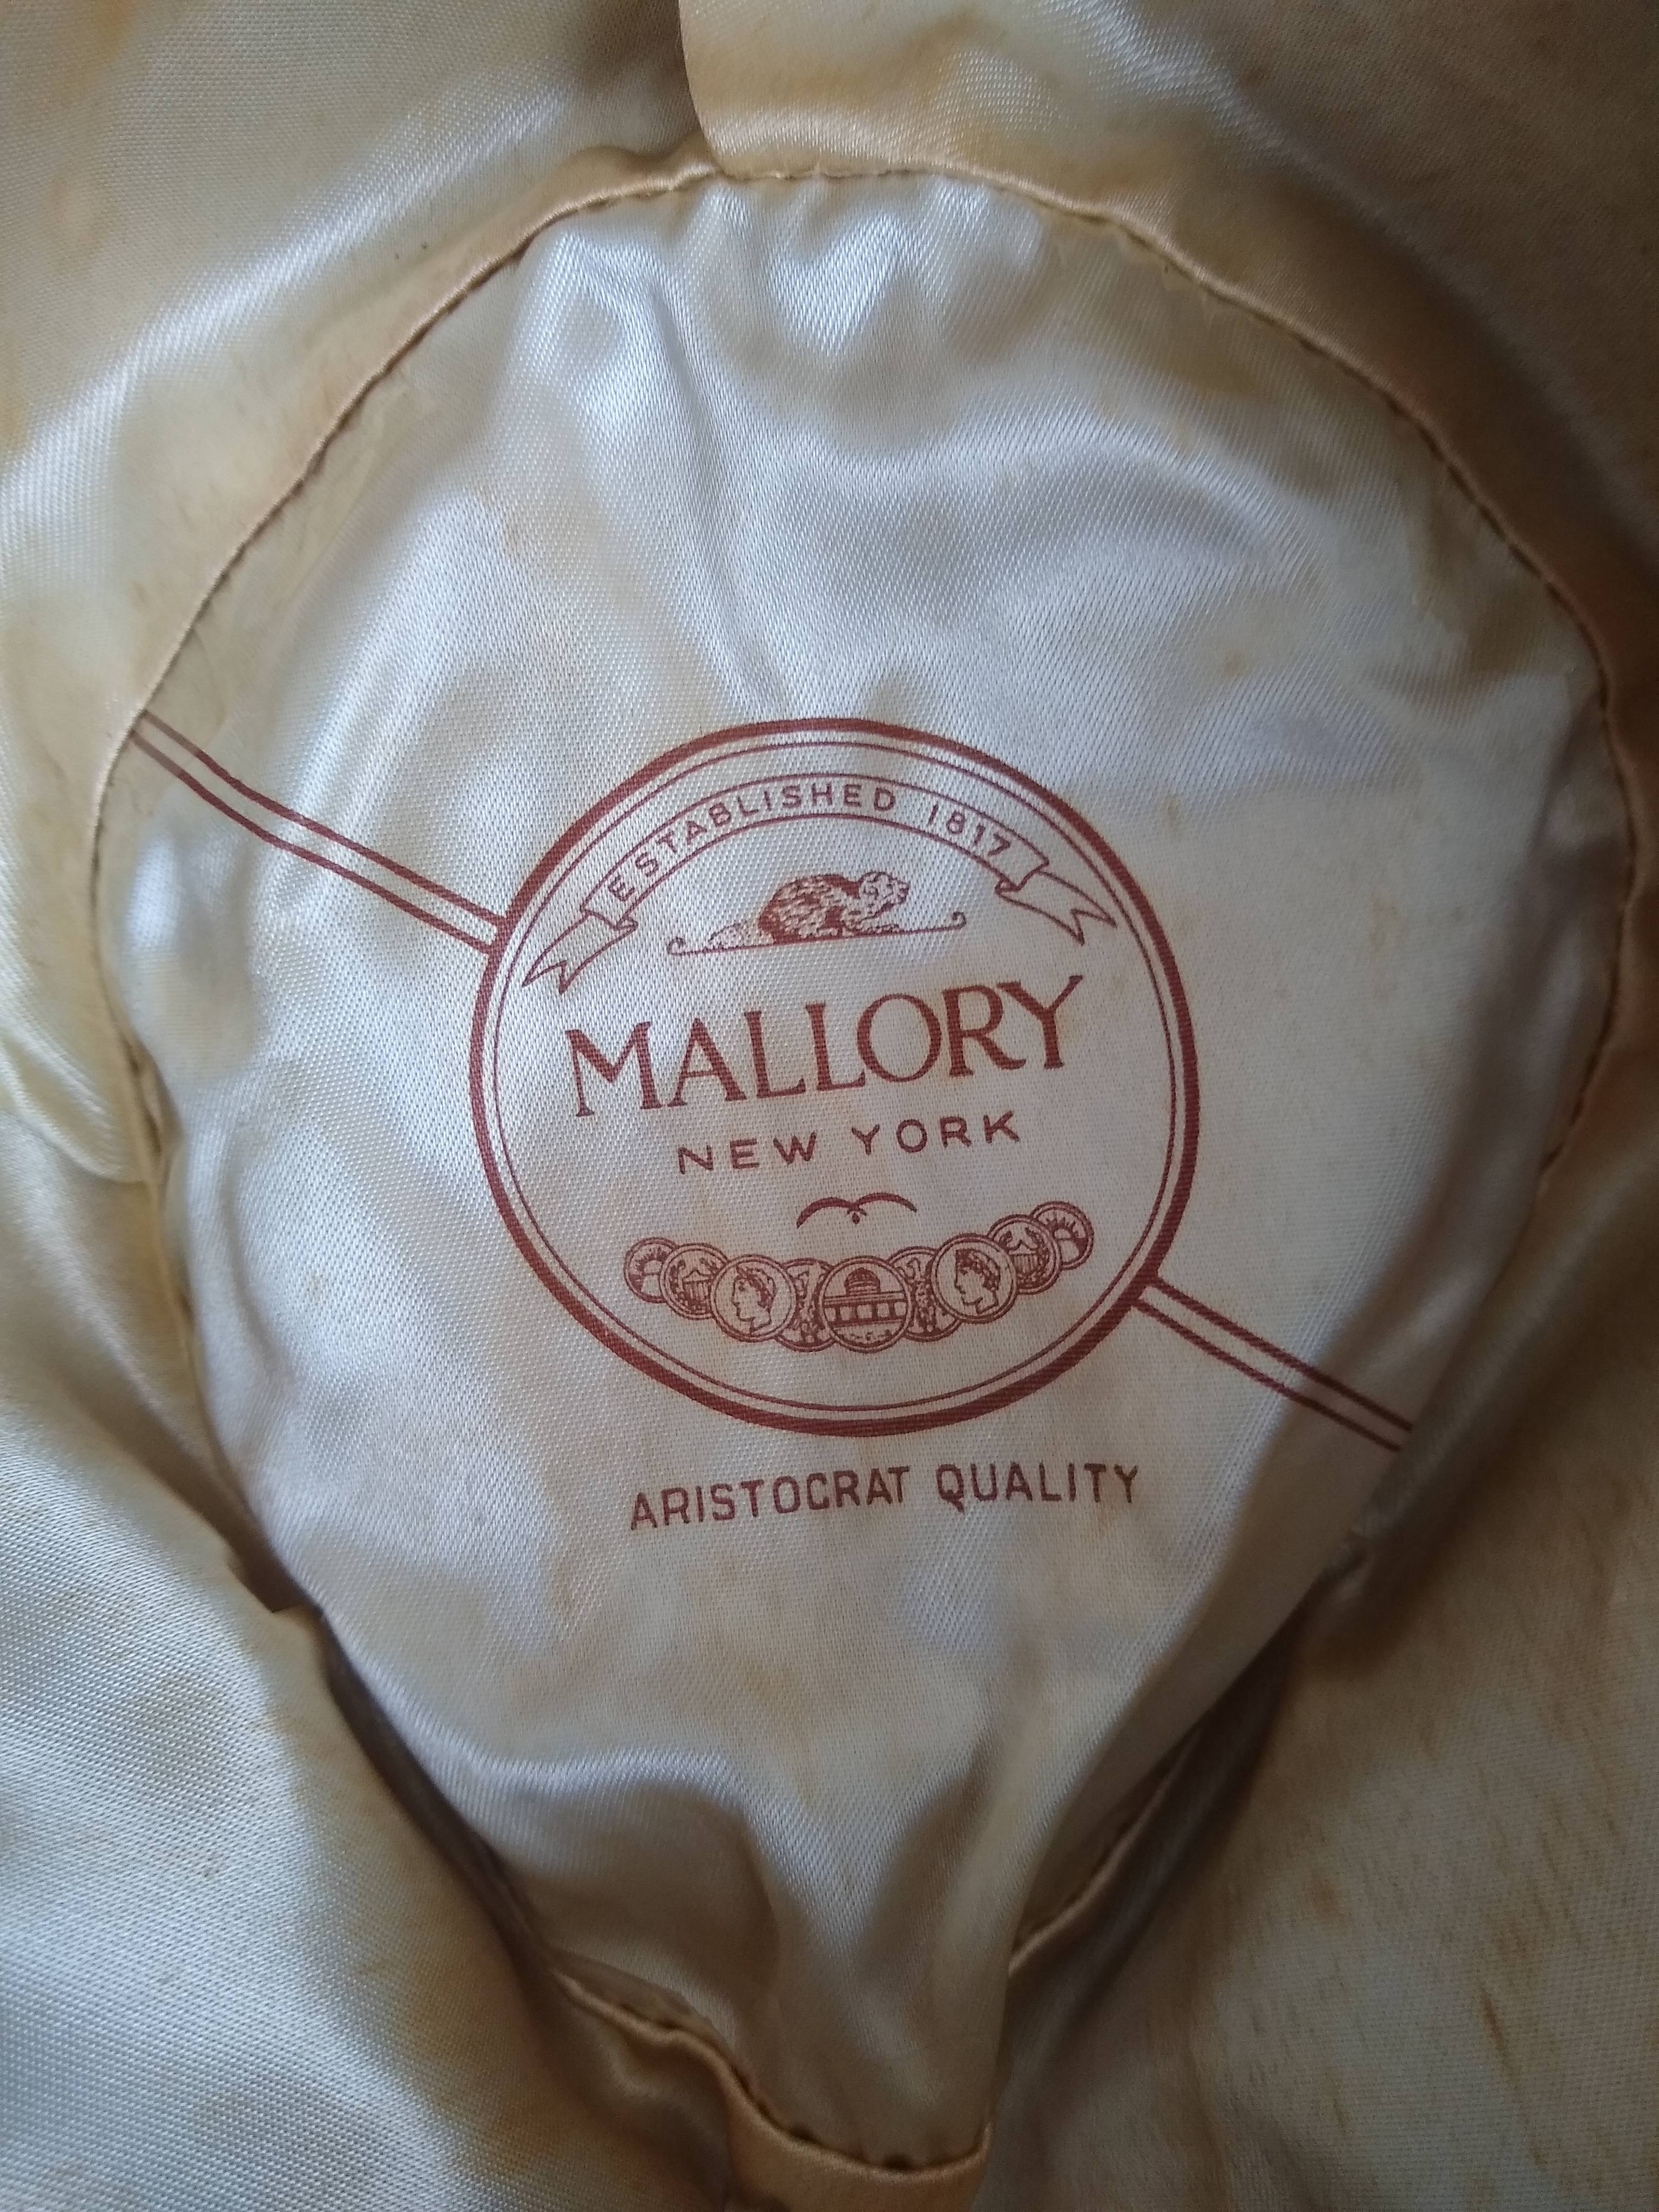 ESTABLISHED 1817
MALLORY
NEW YORK
ARISTOCRAT QUALITY